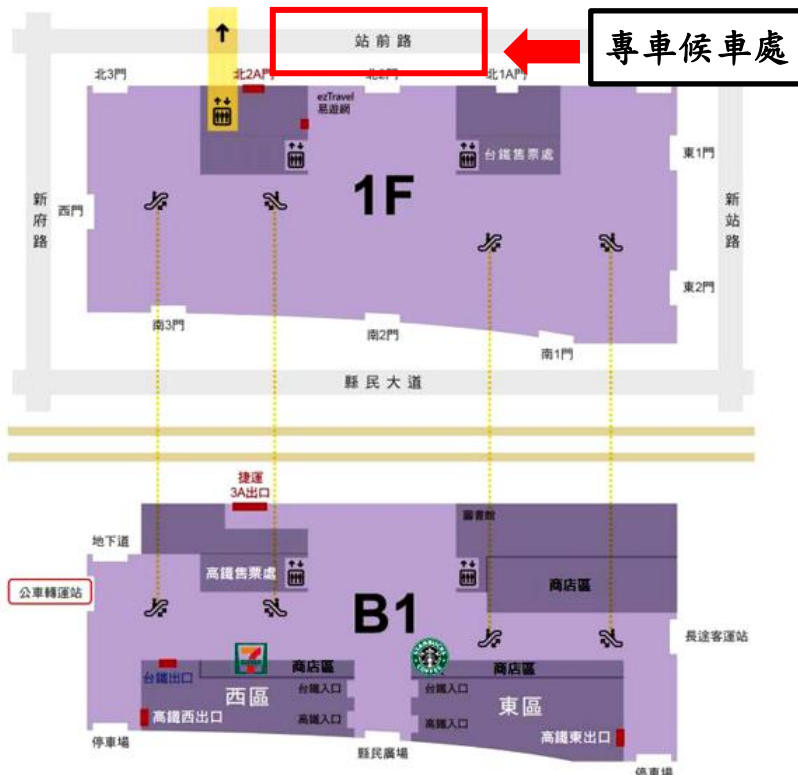 站前路
專車候車處
北3門
北2A門
北2門
北1A門
ezTravel
易遊網
台鐵售票處
1F
東1門
新府路
西門
新站路
東2門
南3門
南2門
南1門
縣民大道
捷運
3A出口
圖書館
地下道
高鐵售票處
商店區
公車轉運站
B1
長途客運站
7
ELEVEN
STARBUCKS
COFFEE
商店區
商店區
台鐵出口
西區
台鐵入口
台鐵入口
東區
高鐵西出口
高鐵入口
高鐵入口
高鐵東出口
停車場
縣民廣場
停車場